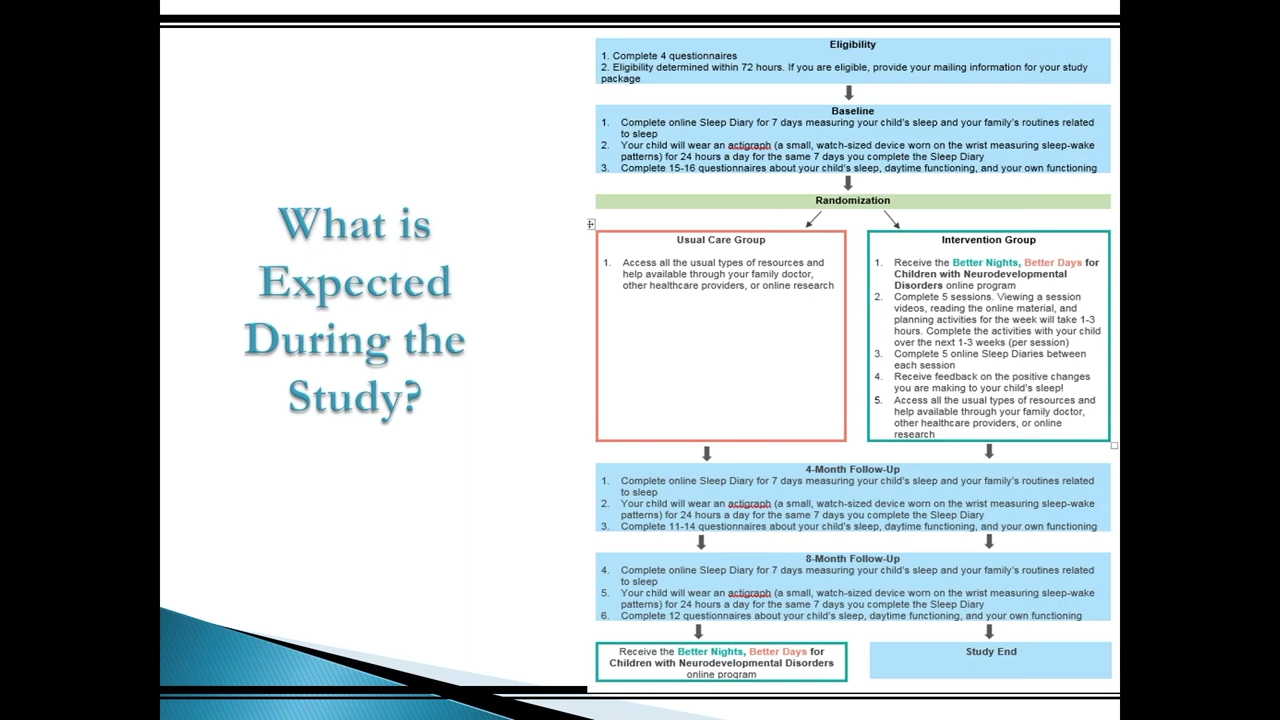 What is
Expected
During the
Study?
Eligibility
1. Complete 4 questionnaires
2. Eligibility determined within 72 hours. If you are eligible, provide your mailing information for your study
package
Baseline
1. Complete online Sleep Diary for 7 days measuring your child's sleep and your family's routines related
to sleep
2. Your child will wear an actigraph (a small, watch-sized device worn on the wrist measuring sleep-wake
patterns) for 24 hours a day for the same 7 days you complete the Sleep Diary
3. Complete 15-16 questionnaires about your child's sleep, daytime functioning, and your own functioning
Randomization
Usual Care Group
1. Access all the usual types of resources and
help available through your family doctor,
other healthcare providers, or online research
Intervention Group
1. Receive the Better Nights, Better Days for
Children with Neurodevelopmental
Disorders online program
2. Complete 5 sessions. Viewing a session
videos, reading the online material, and
planning activities for the week will take 1-3
hours. Complete the activities with your child
over the next 1-3 weeks (per session)
3. Complete 5 online Sleep Diaries between
each session
4. Receive feedback on the positive changes
you are making to your child's sleep!
5. Access all the usual types of resources and
help available through your family doctor,
other healthcare providers, or online
research
4-Month Follow-Up
1. Complete online Sleep Diary for 7 days measuring your child's sleep and your family's routines related
to sleep
2. Your child will wear an actigraph (a small, watch-sized device worn on the wrist measuring sleep-wake
patterns) for 24 hours a day for the same 7 days you complete the Sleep Diary
3. Complete 11-14 questionnaires about your child's sleep, daytime functioning, and your own functioning
8-Month Follow-Up
4. Complete online Sleep Diary for 7 days measuring your child's sleep and your family's routines related
to sleep
5. Your child will wear an actigraph (a small, watch-sized device worn on the wrist measuring sleep-wake
patterns) for 24 hours a day for the same 7 days you complete the Sleep Diary
6. Complete 12 questionnaires about your child's sleep, daytime functioning, and your own functioning
Receive the Better Nights, Better Days for
Children with Neurodevelopmental Disorders
online program
Study End